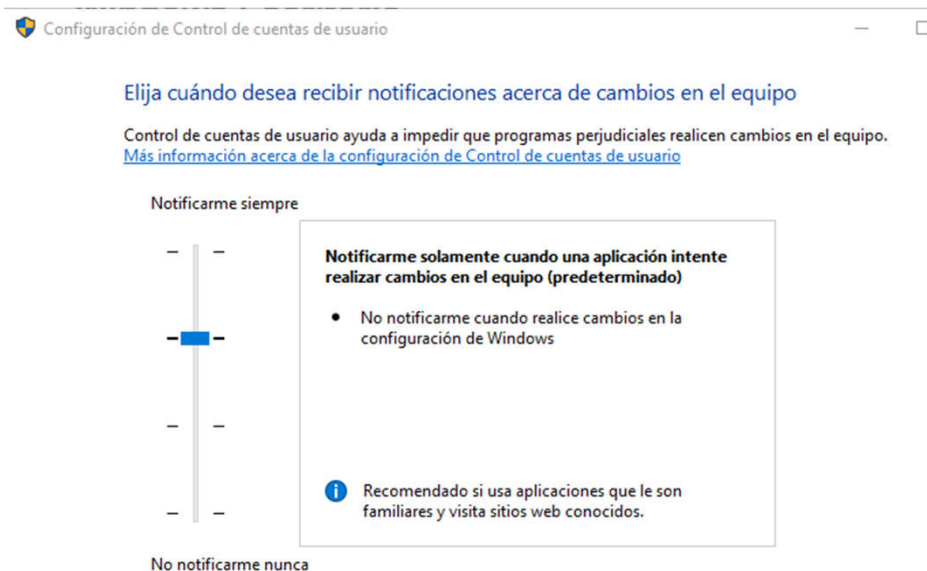 Configuración de Control de cuentas de usuario
Elija cuándo desea recibir notificaciones acerca de cambios en el equipo
Control de cuentas de usuario ayuda a impedir que programas perjudiciales realicen cambios en el equipo.
Más información acerca de la configuración de Control de cuentas de usuario
Notificarme siempre
Notificarme solamente cuando una aplicación intente
realizar cambios en el equipo (predeterminado)
• No notificarme cuando realice cambios en la
configuración de Windows
Recomendado si usa aplicaciones que le son
familiares y visita sitios web conocidos.
No notificarme nunca